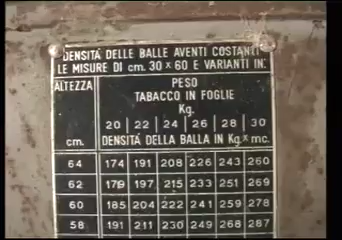 DENSITÀ DELLE BALLE AVENTI COSTANTI
LE MISURE DI cm. 30 x 60 E VARIANTI IN:
ALTEZZA
cm.
PESO
TABACCO IN FOGLIE
Kg.
20 | 22 | 24 | 26 | 28 | 30
DENSITÀ DELLA BALLA IN Kg. x mc.
64 174 191 208 226 243 260
62 179 197 215 233 251 269
60 185 204 222 241 259 278
58 191 211 230 249 268 287